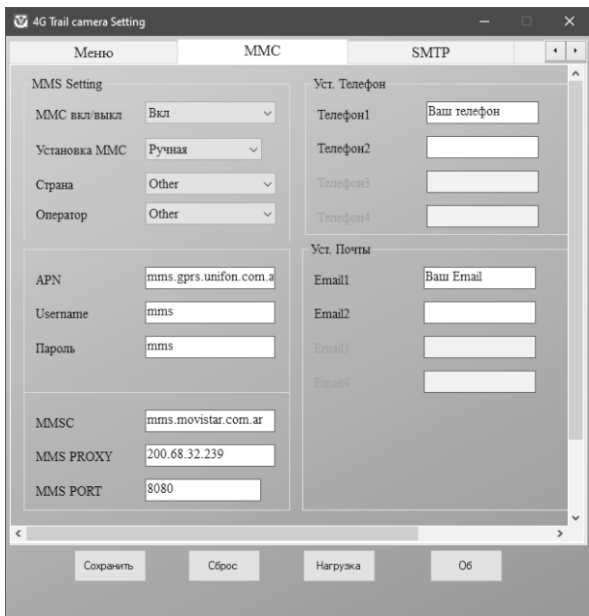 4G Trail camera Setting
Меню
ММС
SMTP
MMS Setting
ММС вкл/выкл
Вкл
Установка ММС
Ручная
Страна
Other
Оператор
Other
APN
mms.gprs.unifon.com.a
Username
mms
Пароль
mms
MMSC
mms.movistar.com.ar
MMS PROXY
200.68.32.239
MMS PORT
8080
Уст. Телефон
Телефон1
Ваш телефон
Телефон2
Телефон3
Телефон4
Уст. Почты
Email1
Ваш Email
Email2
Email3
Email4
Сохранить
Сброс
Нагрузка
Об